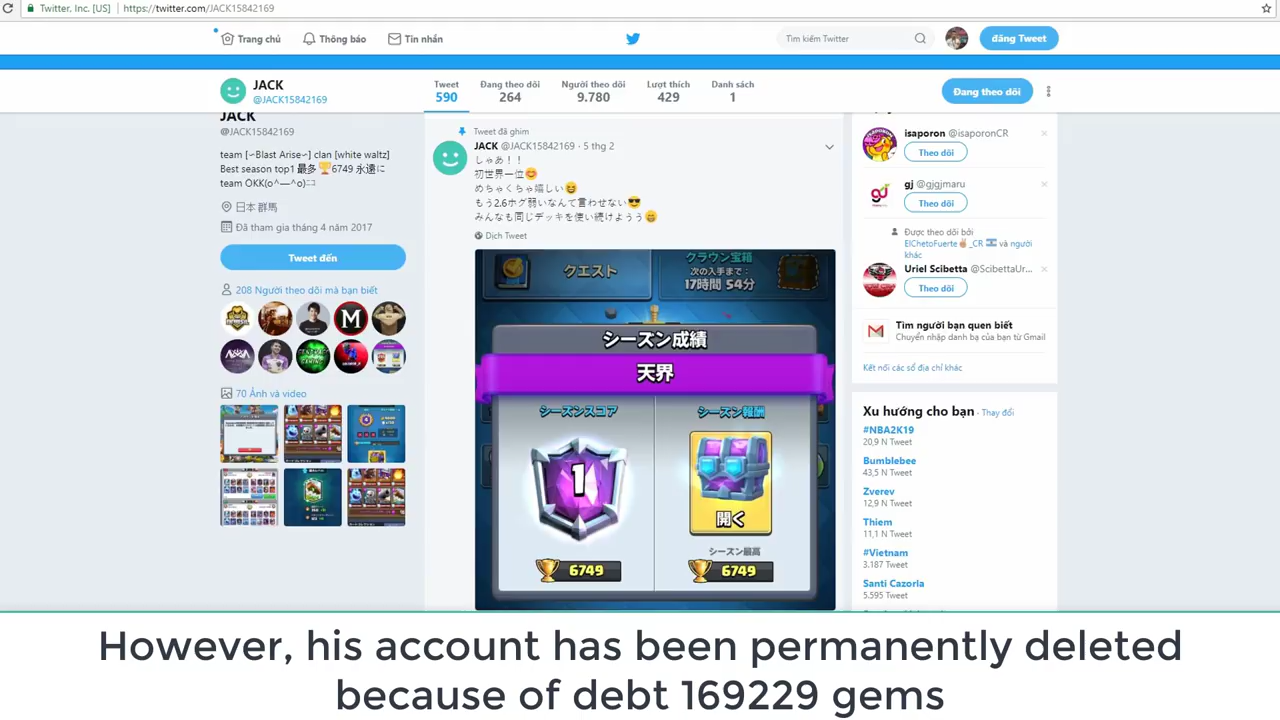 Twitter, Inc. [US] | https://twitter.com/JACK15842169
Trang chủ
Thông báo
Tin nhắn
Tìm kiếm Twitter
đăng Tweet
JACK
@JACK15842169
Tweet
590
Đang theo dõi
264
Người theo dõi
9.780
Lượt thích
429
Danh sách
1
Đang theo dõi
JACK
@JACK15842169
team [~Blast Arise~] clan [white waltz]
Best season top1 最多🏆6749 永遠に
team OKK(o^—^o)ﾆｺ
日本 群馬
Đã tham gia tháng 4 năm 2017
Tweet đến
208 Người theo dõi mà bạn biết
70 Ảnh và video
Tweet đã ghim
JACK @JACK15842169 · 5 thg 2
しゃあ！！
初世界一位😊
めちゃくちゃ嬉しい😆
もう2.6ホグ弱いなんて言わせない😎
みんなも同じデッキを使い続けようう😁
Dịch Tweet
クエスト
クラウン宝箱
次の入手まで：
17時間 54分
シーズン成績
天界
シーズンスコア
シーズン報酬
1
開く
シーズン最高
6749
6749
isaporon @isaporonCR
Theo dõi
gj @gjgjmaru
Theo dõi
Được theo dõi bởi
ElChetoFuerte✌_CR 🇦🇷 và người
khác
Uriel Scibetta @ScibettaUr...
Theo dõi
Tìm người bạn quen biết
Chuyển nhập danh bạ của bạn từ Gmail
Kết nối các sổ địa chỉ khác
Xu hướng cho bạn · Thay đổi
#NBA2K19
20,9 N Tweet
Bumblebee
43,5 N Tweet
Zverev
12,9 N Tweet
Thiem
11,1 N Tweet
#Vietnam
3.187 Tweet
Santi Cazorla
5.595 Tweet
However, his account has been permanently deleted
because of debt 169229 gems